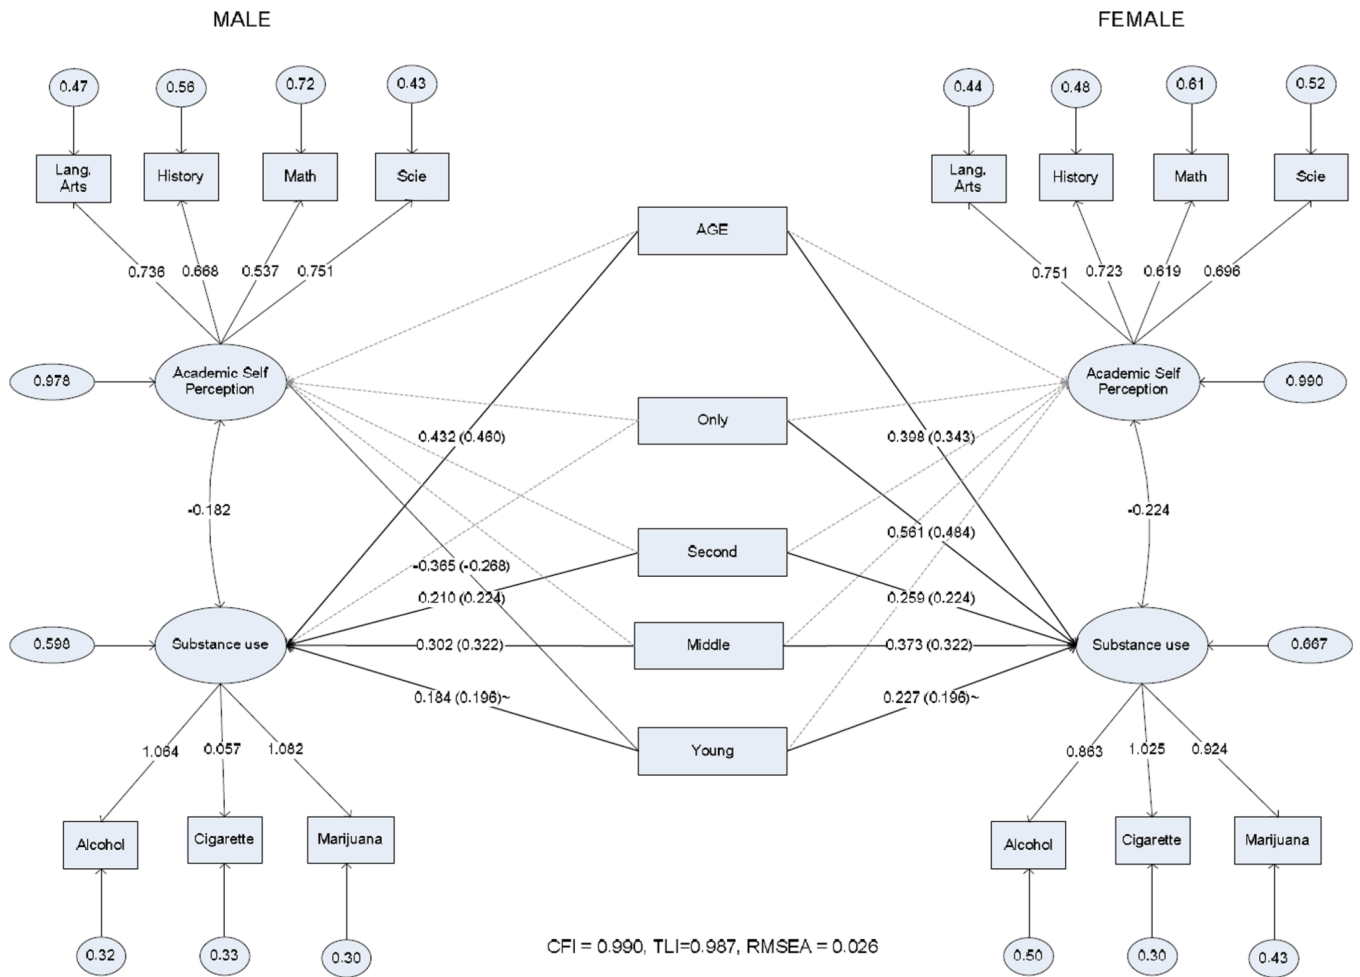 MALE
FEMALE
0.47
0.56
0.72
0.43
0.44
0.48
0.61
0.52
Lang.
Arts
History
Math
Scie
Lang.
Arts
History
Math
Scie
AGE
0.736
0.668
0.537
0.751
0.751
0.723
0.619
0.696
0.978
Academic Self
Perception
Academic Self
Perception
0.990
Only
0.432 (0.460)
0.398 (0.343)
-0.182
-0.224
0.561 (0.484)
Second
-0.365 (-0.268)
0.210 (0.224)
0.259 (0.224)
0.598
Substance use
0.302 (0.322)
Middle
0.373 (0.322)
Substance use
0.667
0.184 (0.196)~
0.227 (0.196)~
Young
1.064
0.057
1.082
0.863
1.025
0.924
Alcohol
Cigarette
Marijuana
Alcohol
Cigarette
Marijuana
0.32
0.33
0.30
CFI = 0.990, TLI=0.987, RMSEA = 0.026
0.50
0.30
0.43